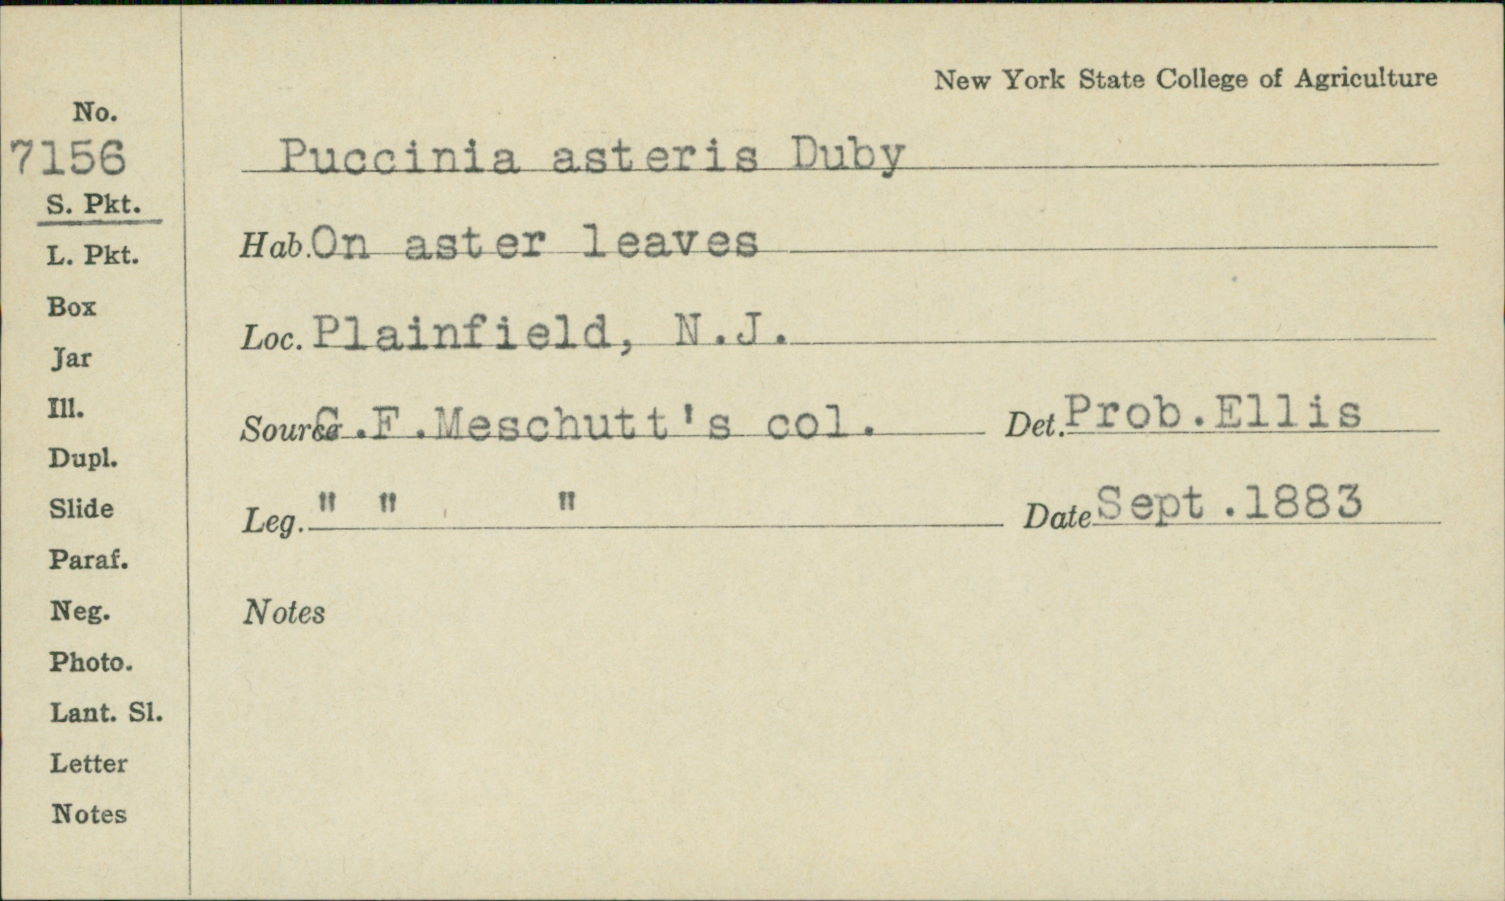 New York State College of Agriculture
No.
7156
S. Pkt.
L. Pkt.
Box
Jar
Ill.
Dupl.
Slide
Paraf.
Neg.
Photo.
Lant. Sl.
Letter
Notes
Puccinia asteris Duby
Hab. On aster leaves
Loc. Plainfield, N.J.
Source C.F.Meschutt's col. Det. Prob.Ellis
Leg. " " " Date Sept.1883
Notes